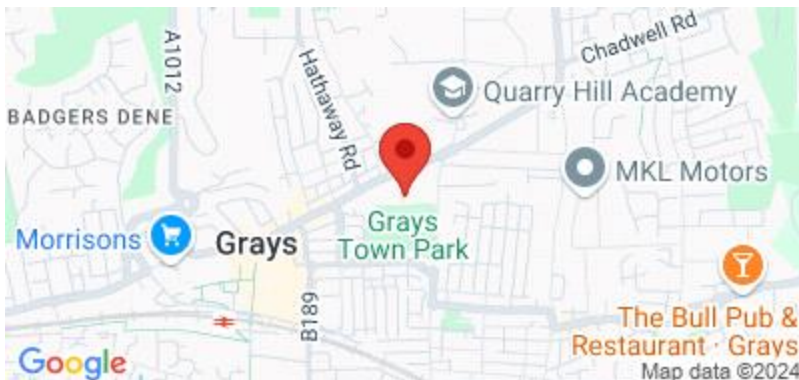 A1012
Hathaway Rd
Chadwell Rd
Quarry Hill Academy
BADGERS DENE
MKL Motors
Morrisons
Grays
Grays
Town Park
B189
The Bull Pub &
Restaurant · Grays
Google
Map data ©2024